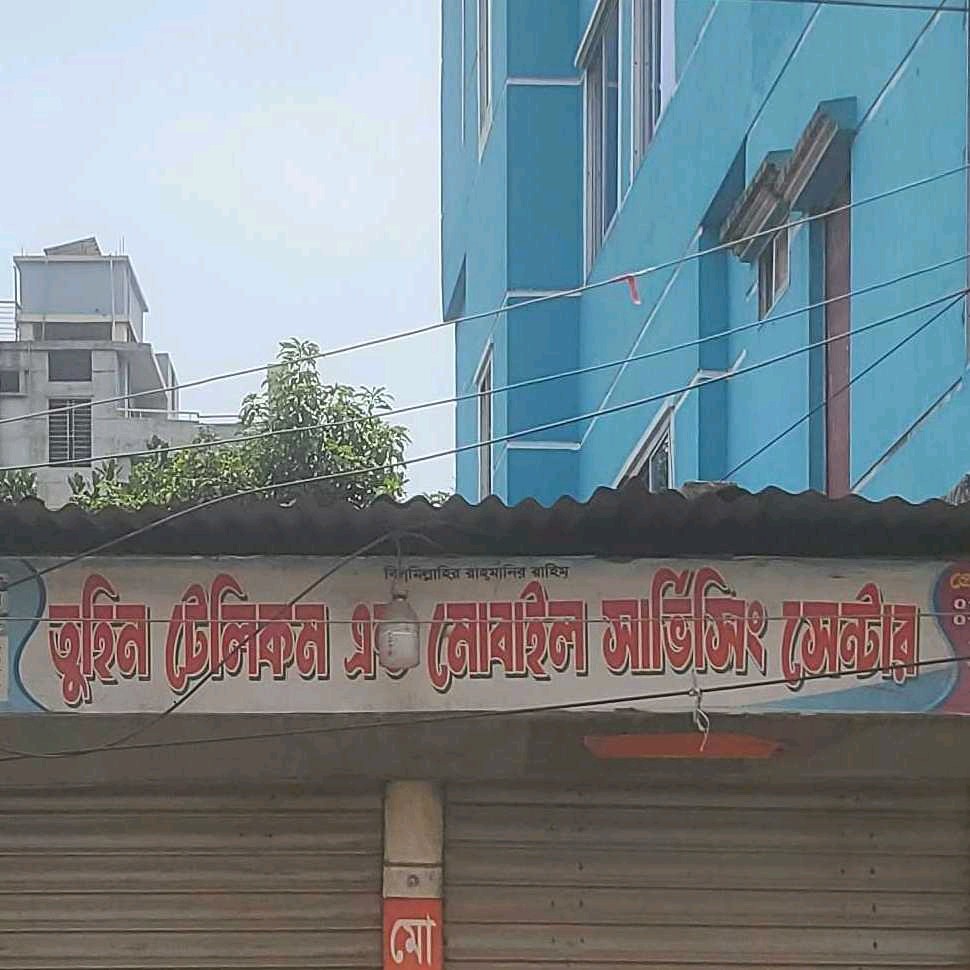 বিসমিল্লাহির রাহমানির রাহিম
তুহিন টেলিকম এন্ড মোবাইল সার্ভিসিং সেন্টার
মো